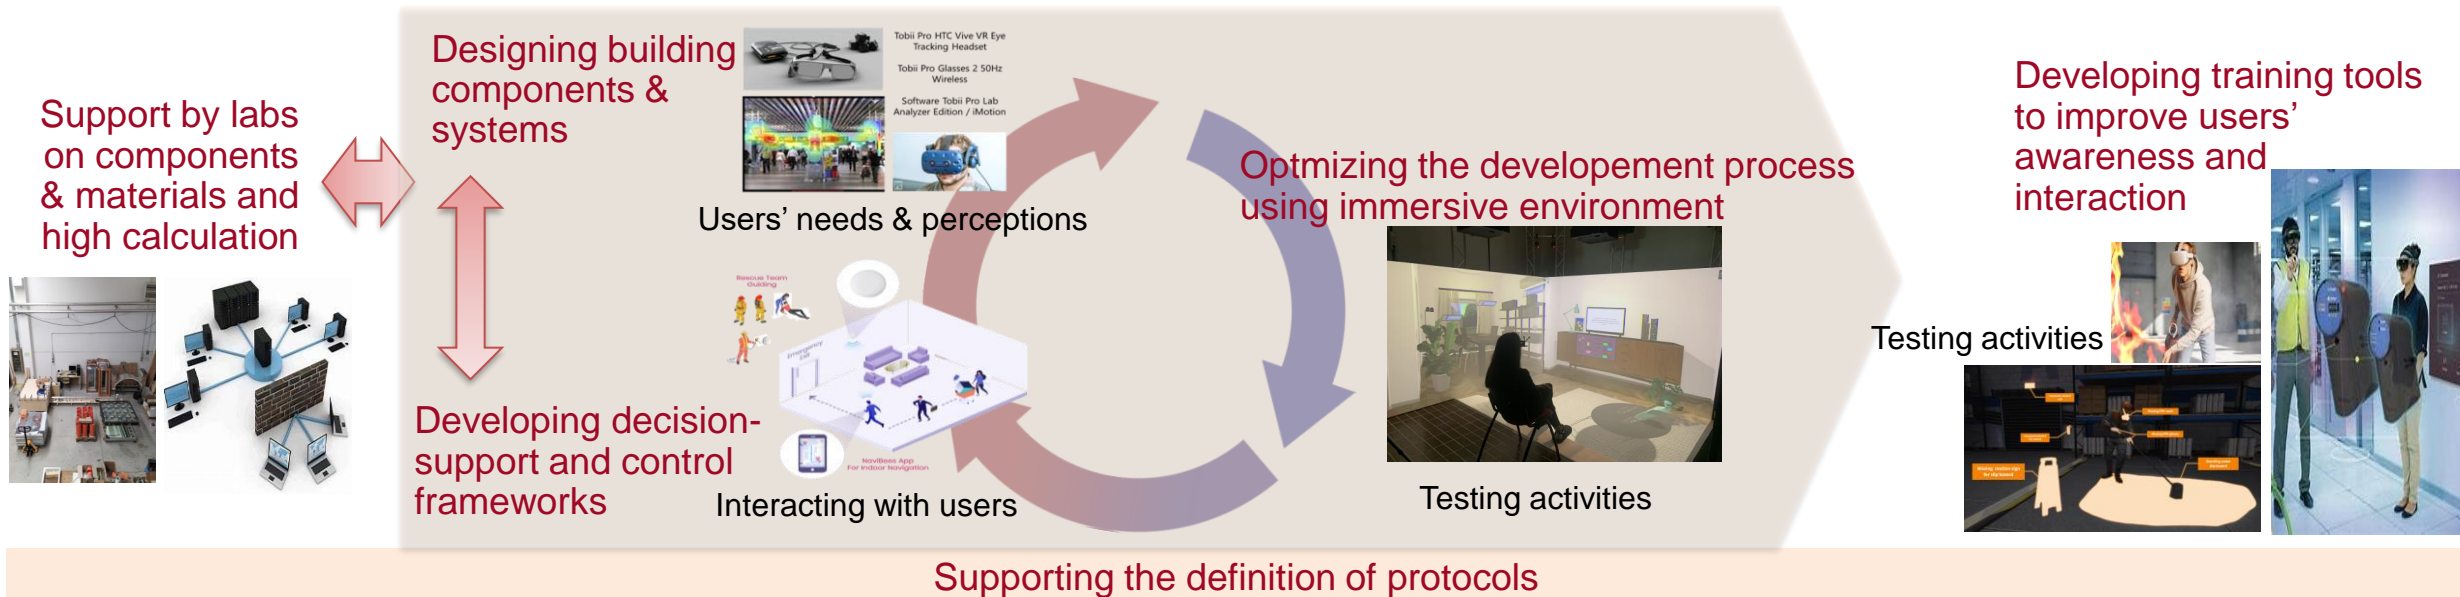 Support by labs
on components
& materials and
high calculation
Designing building
components &
systems
Tobii Pro HTC Vive VR Eye
Tracking Headset
Tobii Pro Glasses 2 50Hz
Wireless
Software Tobii Pro Lab
Analyzer Edition / iMotion
Users' needs & perceptions
Rescue Team
Guiding
Emergency
Exit
NaviBees App
For Indoor Navigation
Developing decision-
support and control
frameworks
Interacting with users
Optmizing the developement process
using immersive environment
Testing activities
Developing training tools
to improve users'
awareness and
interaction
Testing activities
Supporting the definition of protocols